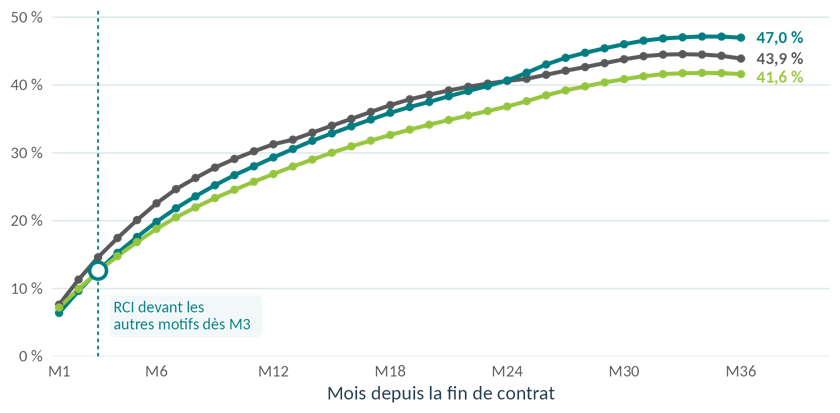 50 %
47,0 %
43,9 %
40 %
41,6 %
30 %
20 %
10 %
RCI devant les
autres motifs dès M3
0 %
M1 M6 M12 M18 M24 M30 M36
Mois depuis la fin de contrat